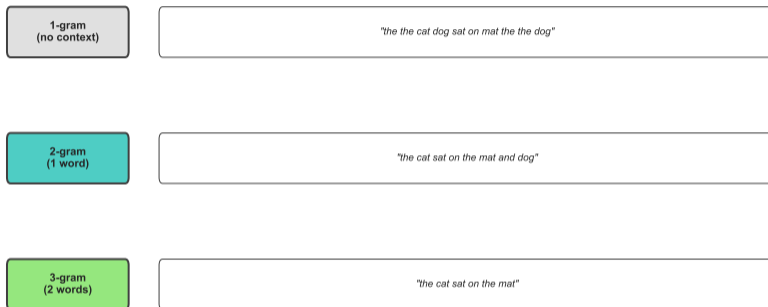 1-gram
(no context)
"the the cat dog sat on mat the the dog"
2-gram
(1 word)
"the cat sat on the mat and dog"
3-gram
(2 words)
"the cat sat on the mat"